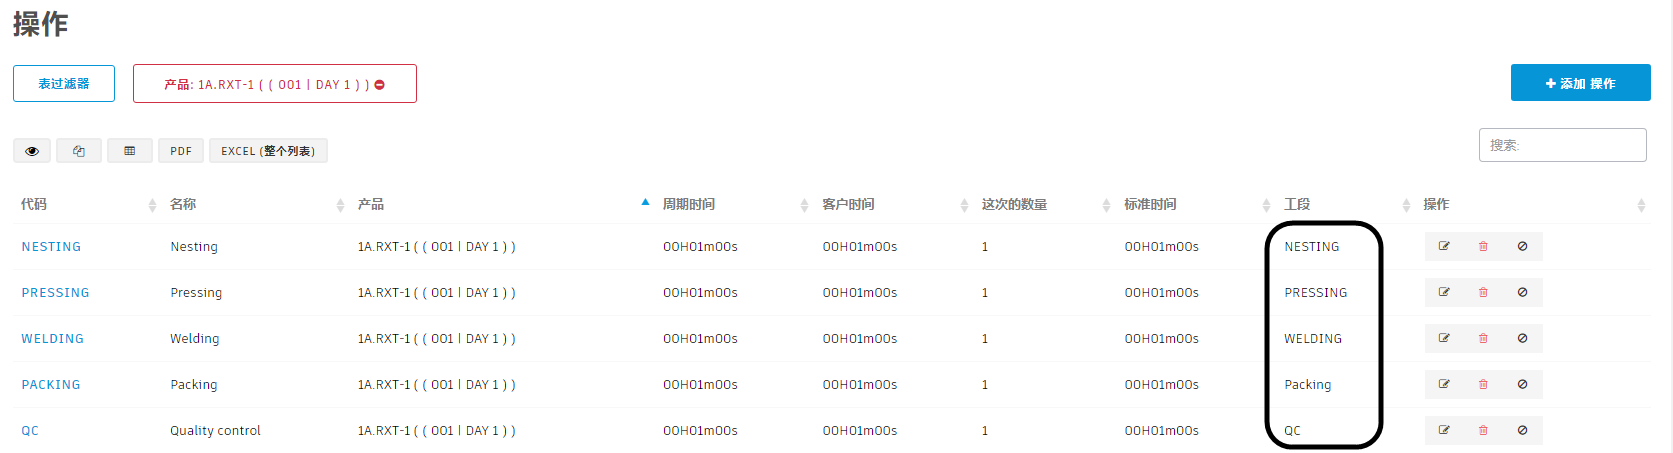 操作
表过滤器 产品: 1A.RXT-1 ( ( 001 | DAY 1 ) ) 添加 操作
PDF EXCEL (整个列表) 搜索:
代码 名称 产品 周期时间 客户时间 这次的数量 标准时间 工段 操作
NESTING Nesting 1A.RXT-1 ( ( 001 | DAY 1 ) ) 00H01m00s 00H01m00s 1 00H01m00s NESTING
PRESSING Pressing 1A.RXT-1 ( ( 001 | DAY 1 ) ) 00H01m00s 00H01m00s 1 00H01m00s PRESSING
WELDING Welding 1A.RXT-1 ( ( 001 | DAY 1 ) ) 00H01m00s 00H01m00s 1 00H01m00s WELDING
PACKING Packing 1A.RXT-1 ( ( 001 | DAY 1 ) ) 00H01m00s 00H01m00s 1 00H01m00s Packing
QC Quality control 1A.RXT-1 ( ( 001 | DAY 1 ) ) 00H01m00s 00H01m00s 1 00H01m00s QC